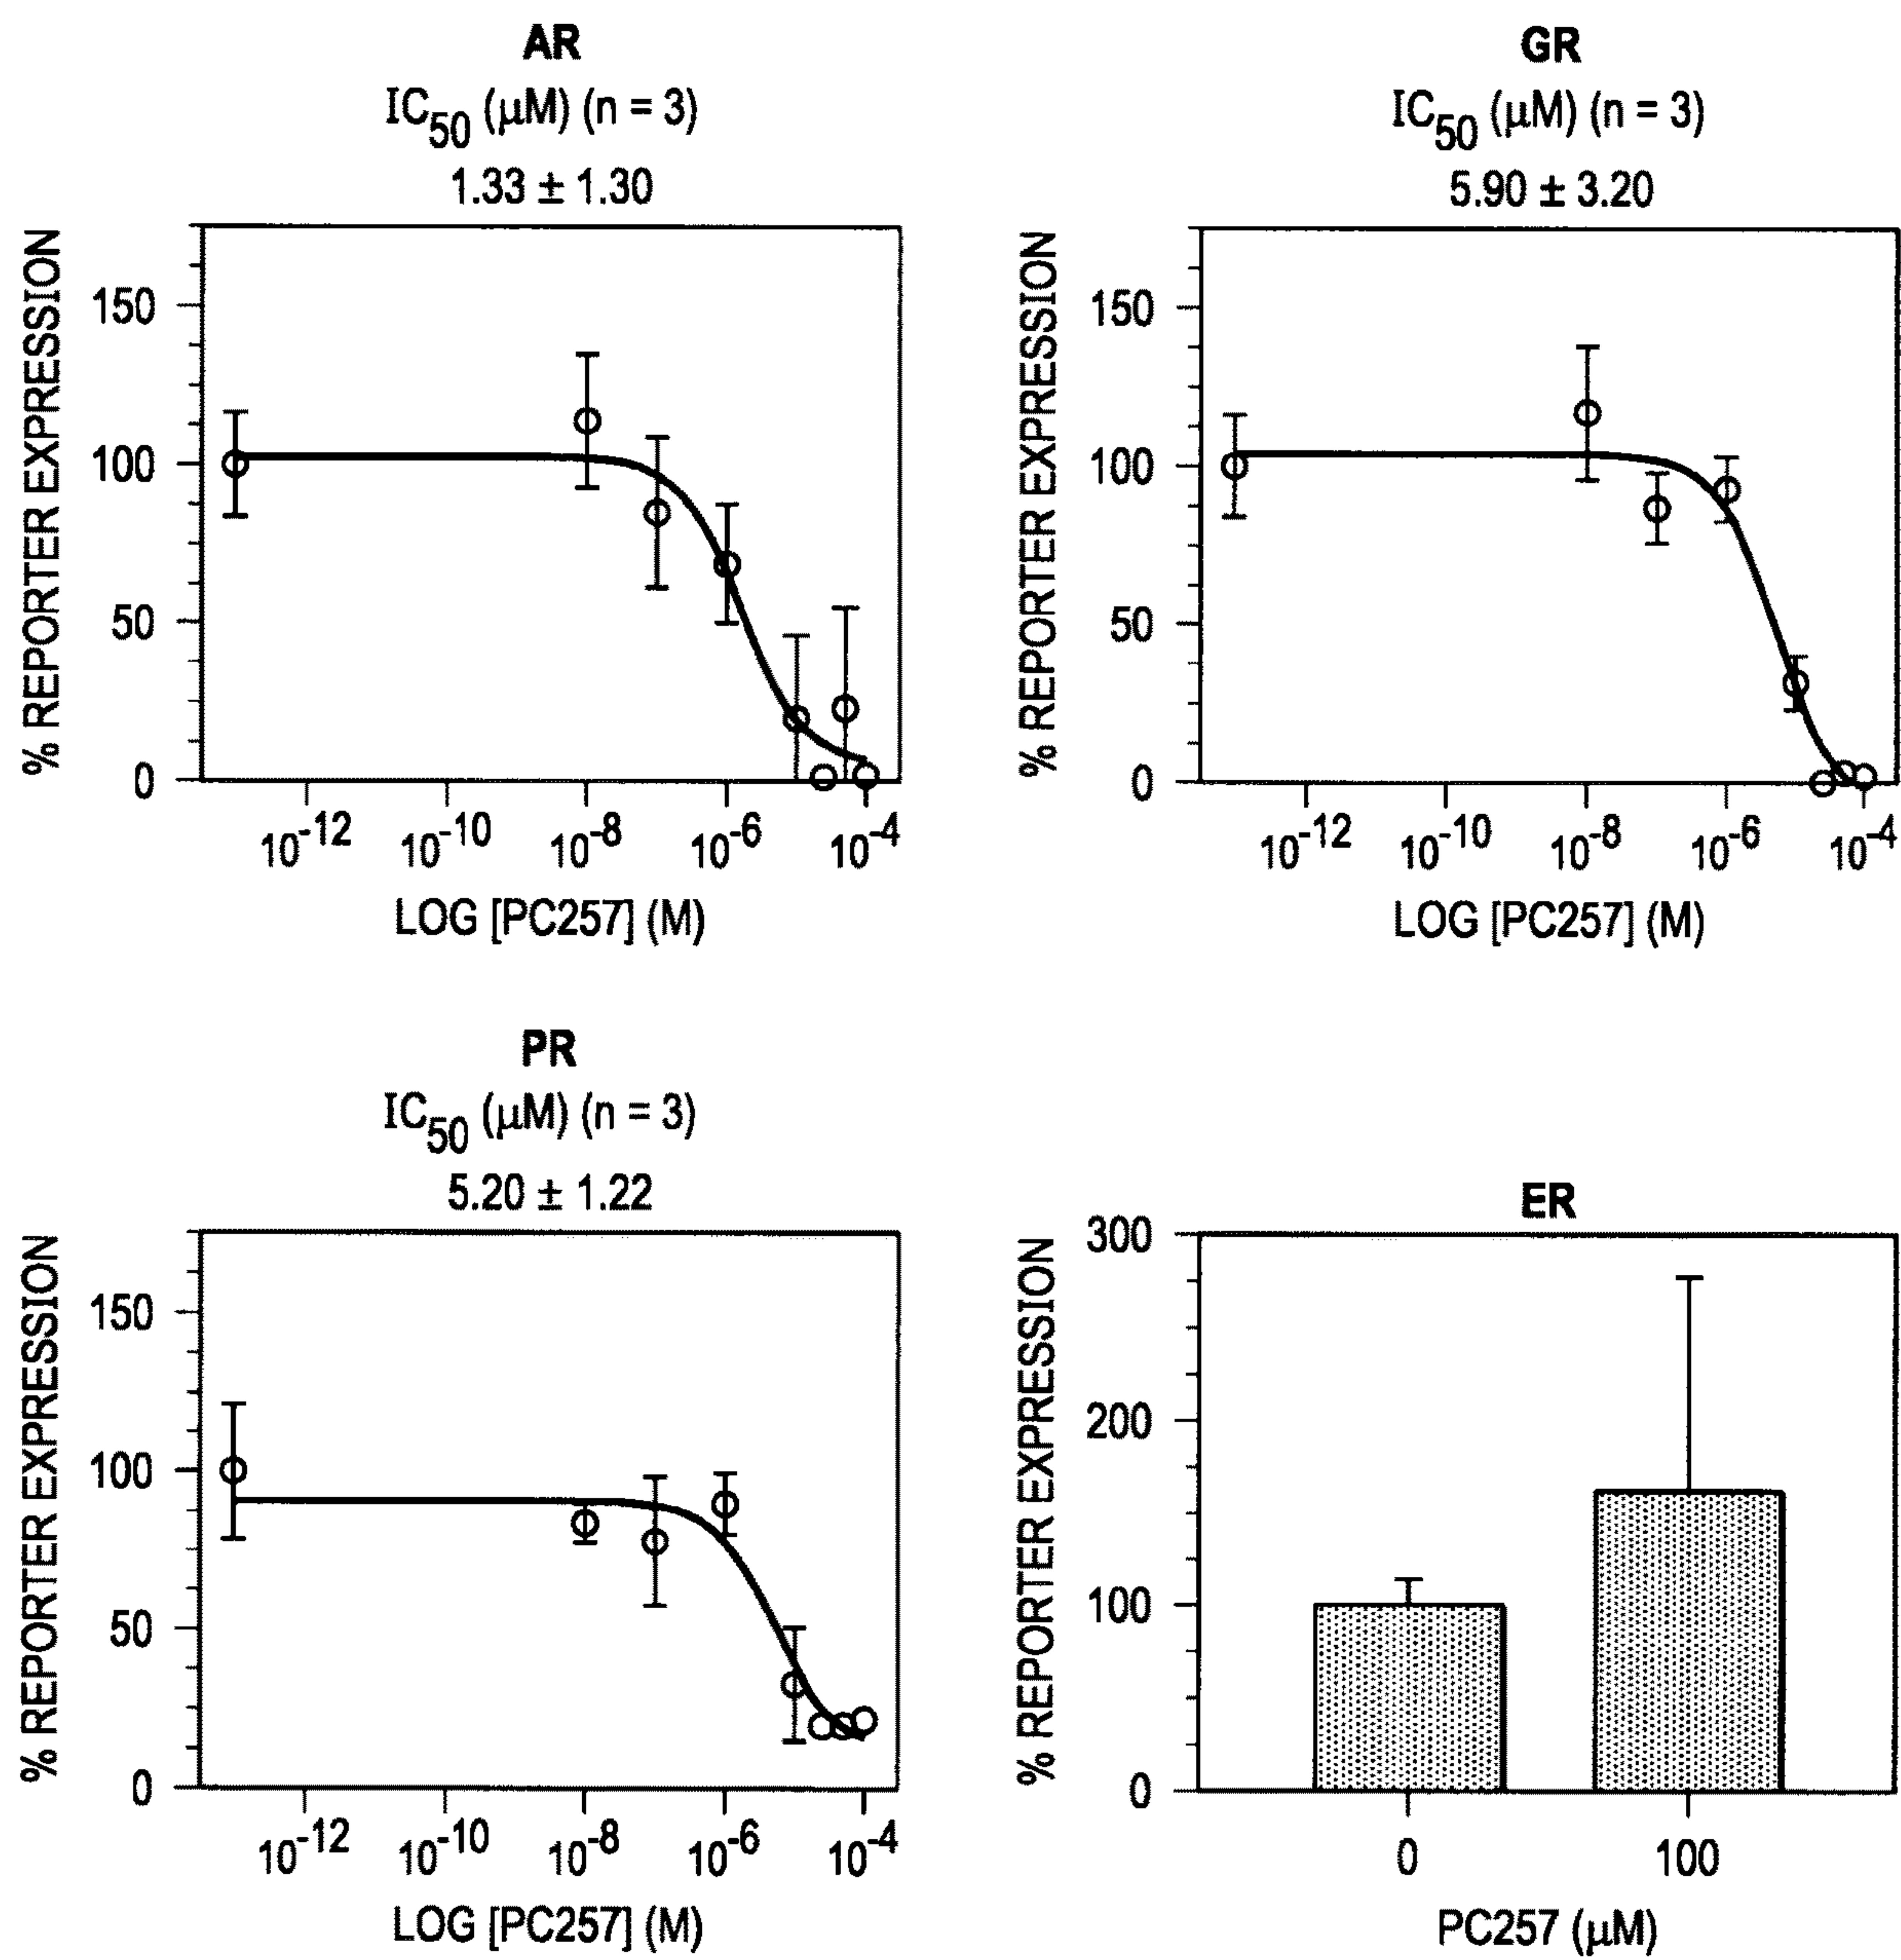 AR
IC50 (μM) (n = 3)
1.33 ± 1.30
% REPORTER EXPRESSION
150
100
50
0
10-12
10-10
10-8
10-6
10-4
LOG [PC257] (M)
GR
IC50 (μM) (n = 3)
5.90 ± 3.20
% REPORTER EXPRESSION
150
100
50
0
10-12
10-10
10-8
10-6
10-4
LOG [PC257] (M)
PR
IC50 (μM) (n = 3)
5.20 ± 1.22
% REPORTER EXPRESSION
150
100
50
0
10-12
10-10
10-8
10-6
10-4
LOG [PC257] (M)
ER
% REPORTER EXPRESSION
300
200
100
0
0
100
PC257 (μM)